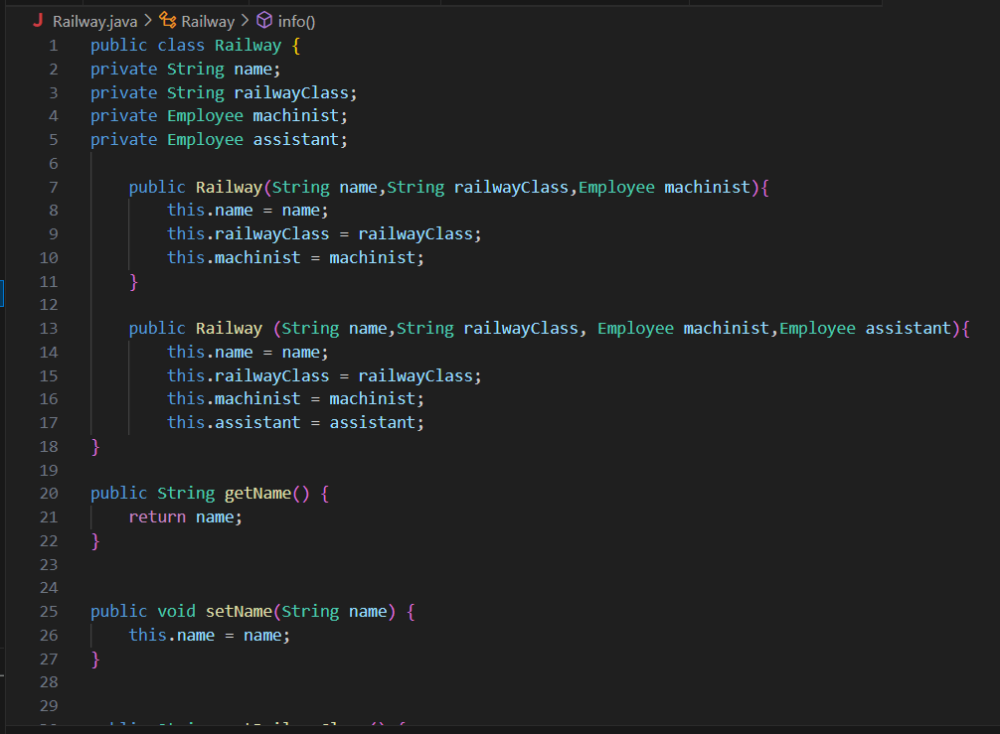 J Railway.java > Railway > info()
1 public class Railway {
2 private String name;
3 private String railwayClass;
4 private Employee machinist;
5 private Employee assistant;
6
7     public Railway(String name,String railwayClass,Employee machinist){
8         this.name = name;
9         this.railwayClass = railwayClass;
10         this.machinist = machinist;
11     }
12
13     public Railway (String name,String railwayClass, Employee machinist,Employee assistant){
14         this.name = name;
15         this.railwayClass = railwayClass;
16         this.machinist = machinist;
17         this.assistant = assistant;
18 }
19
20 public String getName() {
21     return name;
22 }
23
24
25 public void setName(String name) {
26     this.name = name;
27 }
28
29